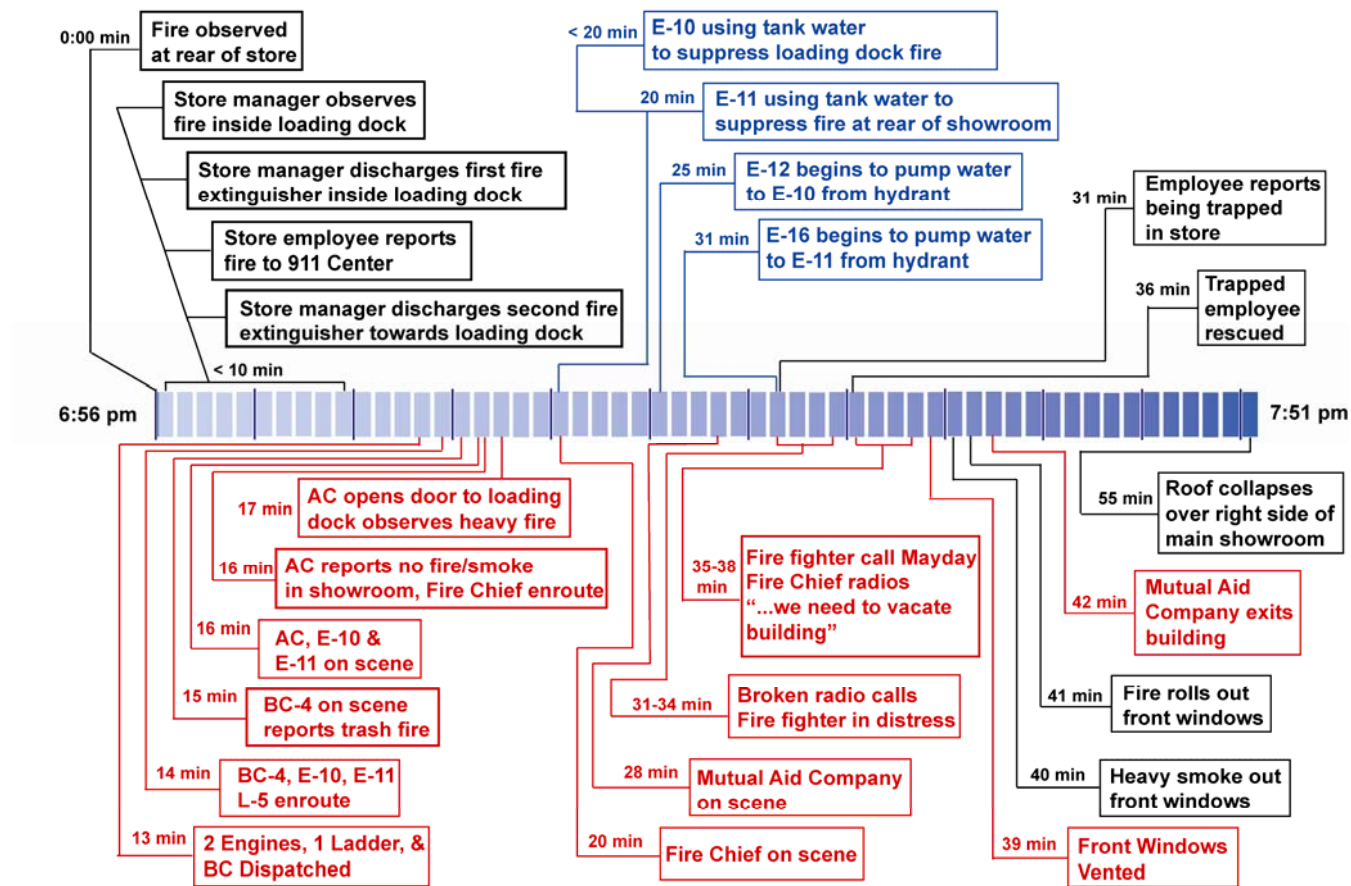 0:00 min
Fire observed
at rear of store
Store manager observes
fire inside loading dock
Store manager discharges first fire
extinguisher inside loading dock
Store employee reports
fire to 911 Center
Store manager discharges second fire
extinguisher towards loading dock
< 10 min
< 20 min
E-10 using tank water
to suppress loading dock fire
20 min
E-11 using tank water to
suppress fire at rear of showroom
25 min
E-12 begins to pump water
to E-10 from hydrant
31 min
E-16 begins to pump water
to E-11 from hydrant
31 min
Employee reports
being trapped
in store
36 min
Trapped
employee
rescued
6:56 pm
7:51 pm
17 min
AC opens door to loading
dock observes heavy fire
16 min
AC reports no fire/smoke
in showroom, Fire Chief enroute
16 min
AC, E-10 &
E-11 on scene
15 min
BC-4 on scene
reports trash fire
14 min
BC-4, E-10, E-11
L-5 enroute
13 min
2 Engines, 1 Ladder, &
BC Dispatched
35-38
min
Fire fighter call Mayday
Fire Chief radios
“...we need to vacate
building”
31-34 min
Broken radio calls
Fire fighter in distress
28 min
Mutual Aid Company
on scene
20 min
Fire Chief on scene
55 min
Roof collapses
over right side of
main showroom
42 min
Mutual Aid
Company exits
building
41 min
Fire rolls out
front windows
40 min
Heavy smoke out
front windows
39 min
Front Windows
Vented